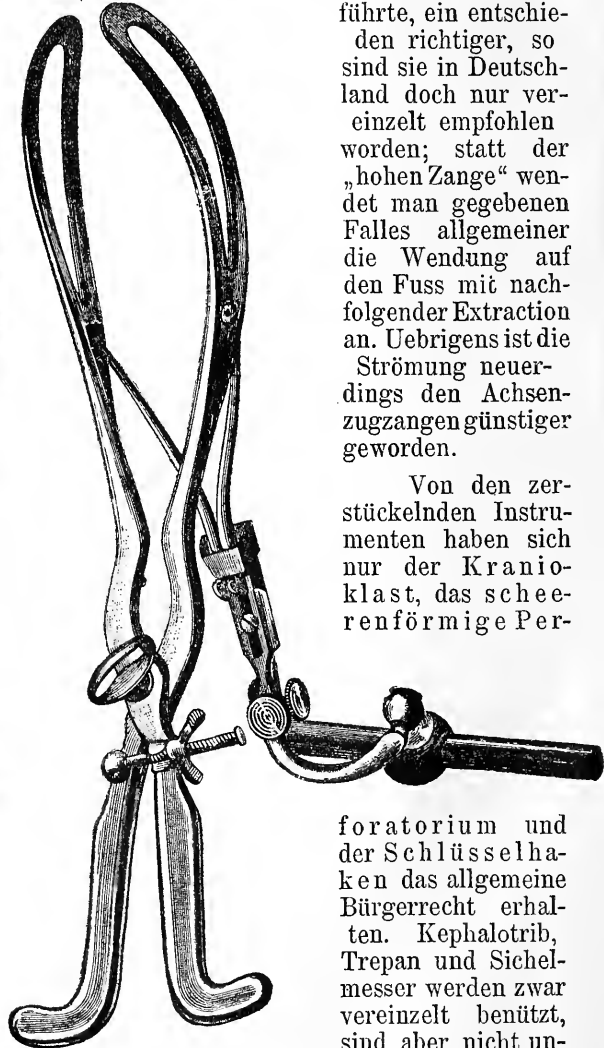 führte, ein entschie-
den richtiger, so
sind sie in Deutsch-
land doch nur ver-
einzelt empfohlen
worden; statt der
„hohen Zange“ wen-
det man gegebenen
Falles allgemeiner
die Wendung auf
den Fuss mit nach-
folgender Extraction
an. Uebrigens ist die
Strömung neuer-
dings den Achsen-
zugzangen günstiger
geworden.
Von den zer-
stückelnden Instru-
menten haben sich
nur der Kranio-
klast, das schee-
renförmige Per-
foratorium und
der Schlüsselha-
ken das allgemeine
Bürgerrecht erhal-
ten. Kephalotrib,
Trepan und Sichel-
messer werden zwar
vereinzelt benützt,
sind aber nicht un-